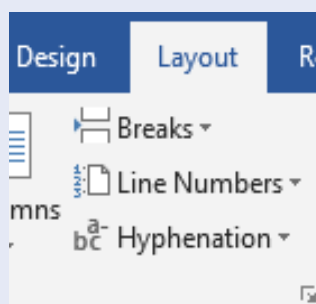 Design Layout R
Breaks
Line Numbers
mns
Hyphenation